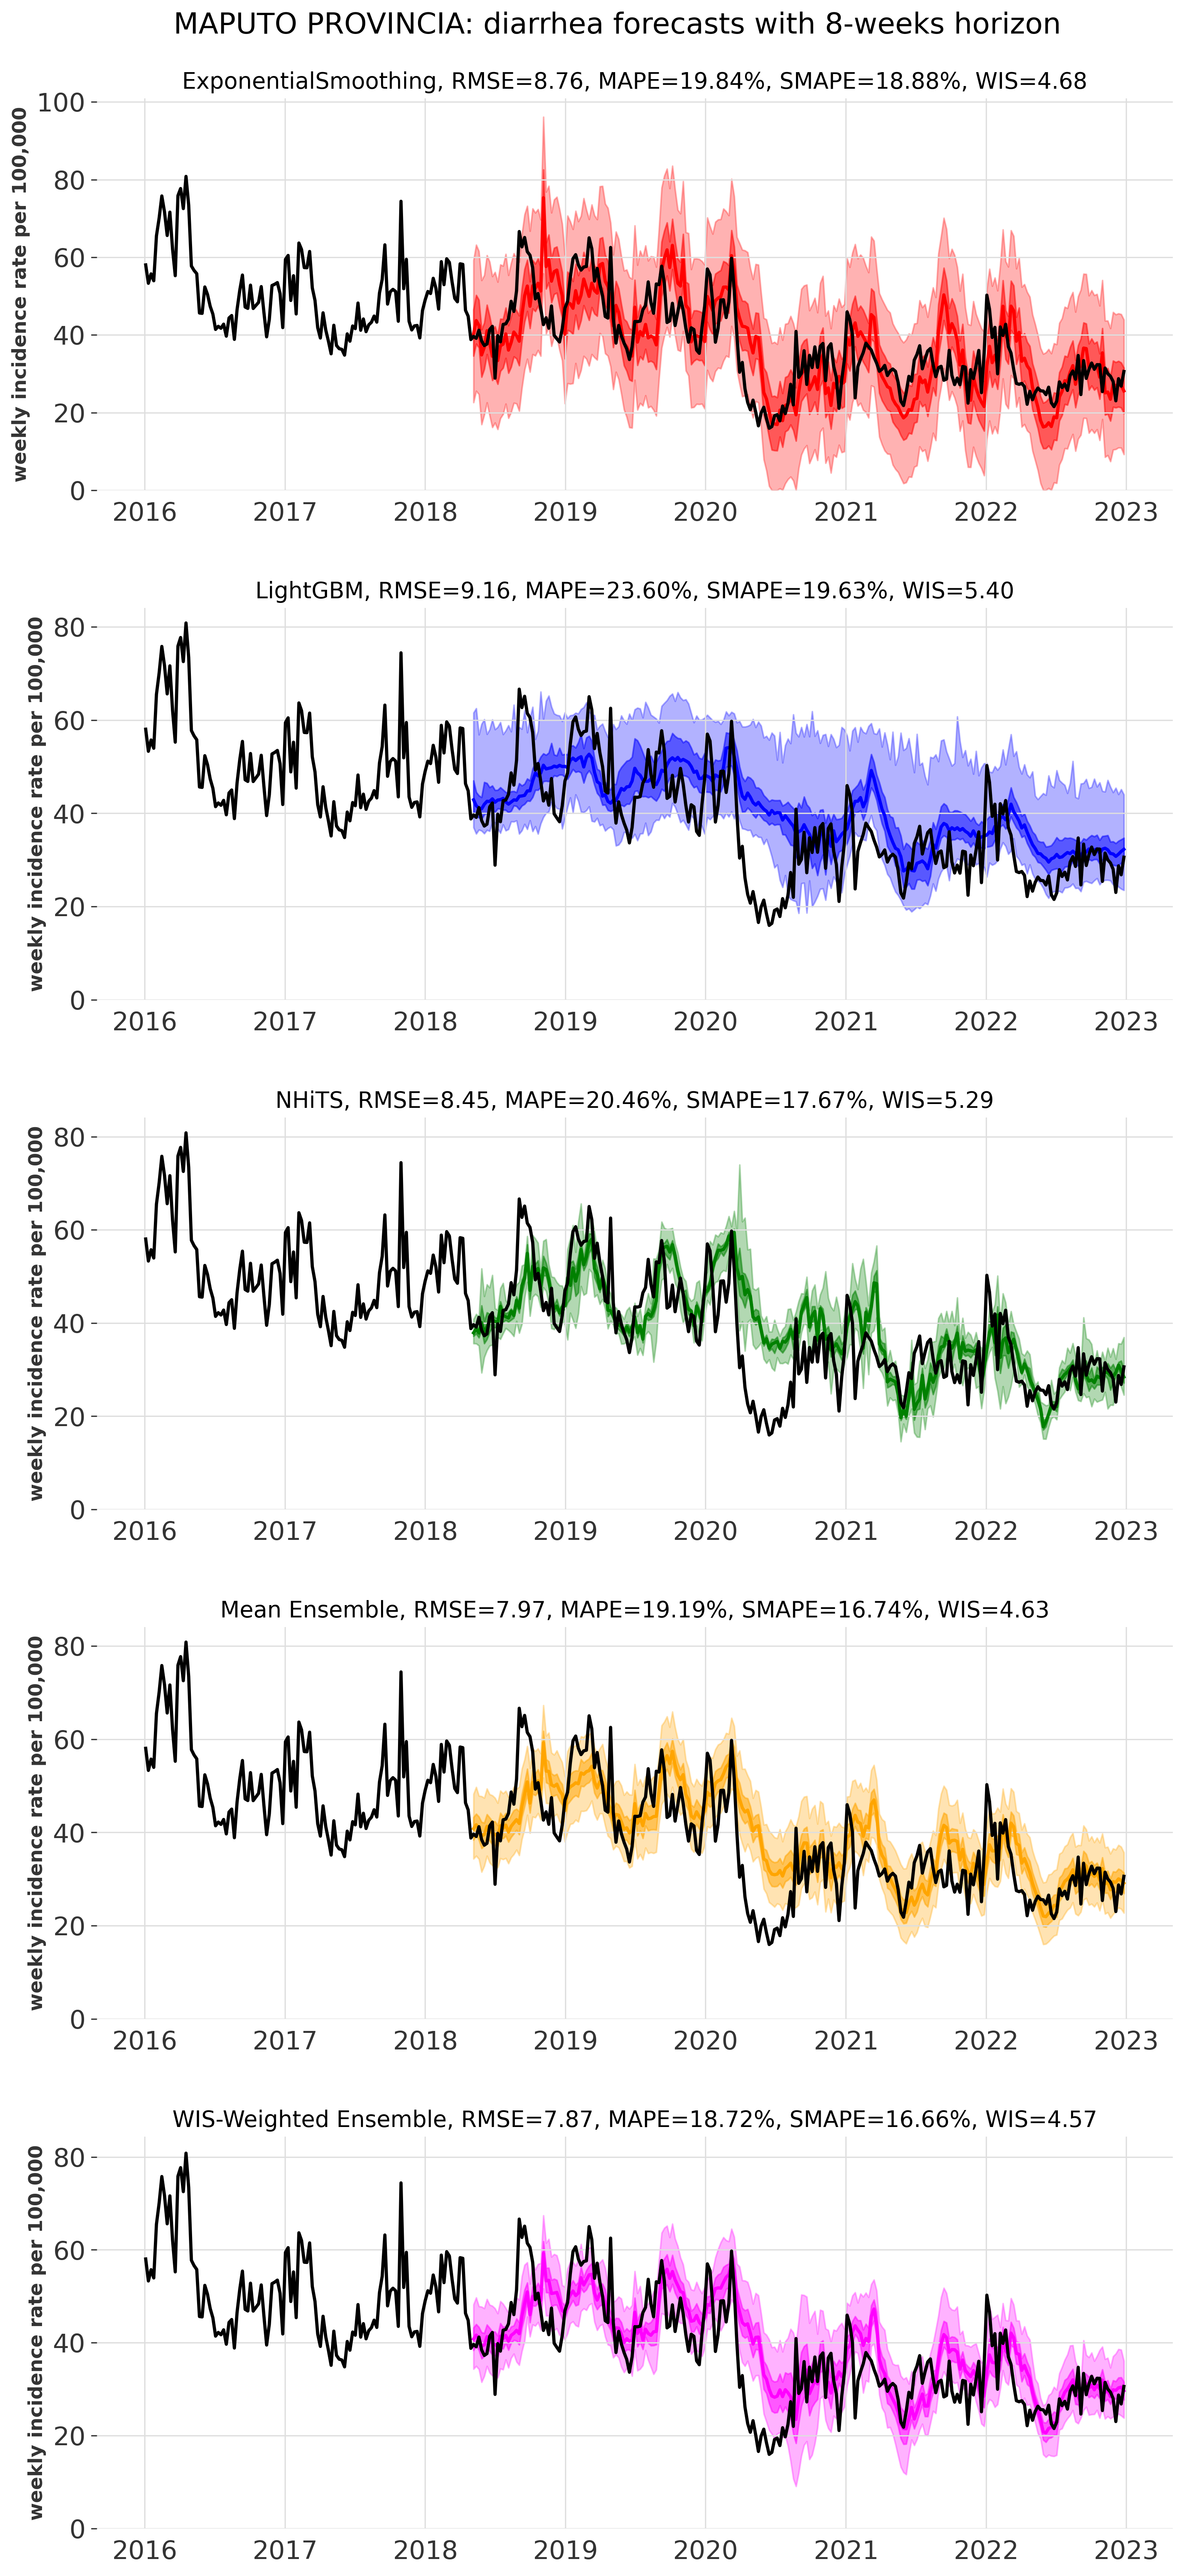 MAPUTO PROVINCIA: diarrhea forecasts with 8-weeks horizon
ExponentialSmoothing, RMSE=8.76, MAPE=19.84%, SMAPE=18.88%, WIS=4.68
weekly incidence rate per 100,000
100
80
60
40
20
0
2016 2017 2018 2019 2020 2021 2022 2023
LightGBM, RMSE=9.16, MAPE=23.60%, SMAPE=19.63%, WIS=5.40
weekly incidence rate per 100,000
80
60
40
20
0
2016 2017 2018 2019 2020 2021 2022 2023
NHiTS, RMSE=8.45, MAPE=20.46%, SMAPE=17.67%, WIS=5.29
weekly incidence rate per 100,000
80
60
40
20
0
2016 2017 2018 2019 2020 2021 2022 2023
Mean Ensemble, RMSE=7.97, MAPE=19.19%, SMAPE=16.74%, WIS=4.63
weekly incidence rate per 100,000
80
60
40
20
0
2016 2017 2018 2019 2020 2021 2022 2023
WIS-Weighted Ensemble, RMSE=7.87, MAPE=18.72%, SMAPE=16.66%, WIS=4.57
weekly incidence rate per 100,000
80
60
40
20
0
2016 2017 2018 2019 2020 2021 2022 2023